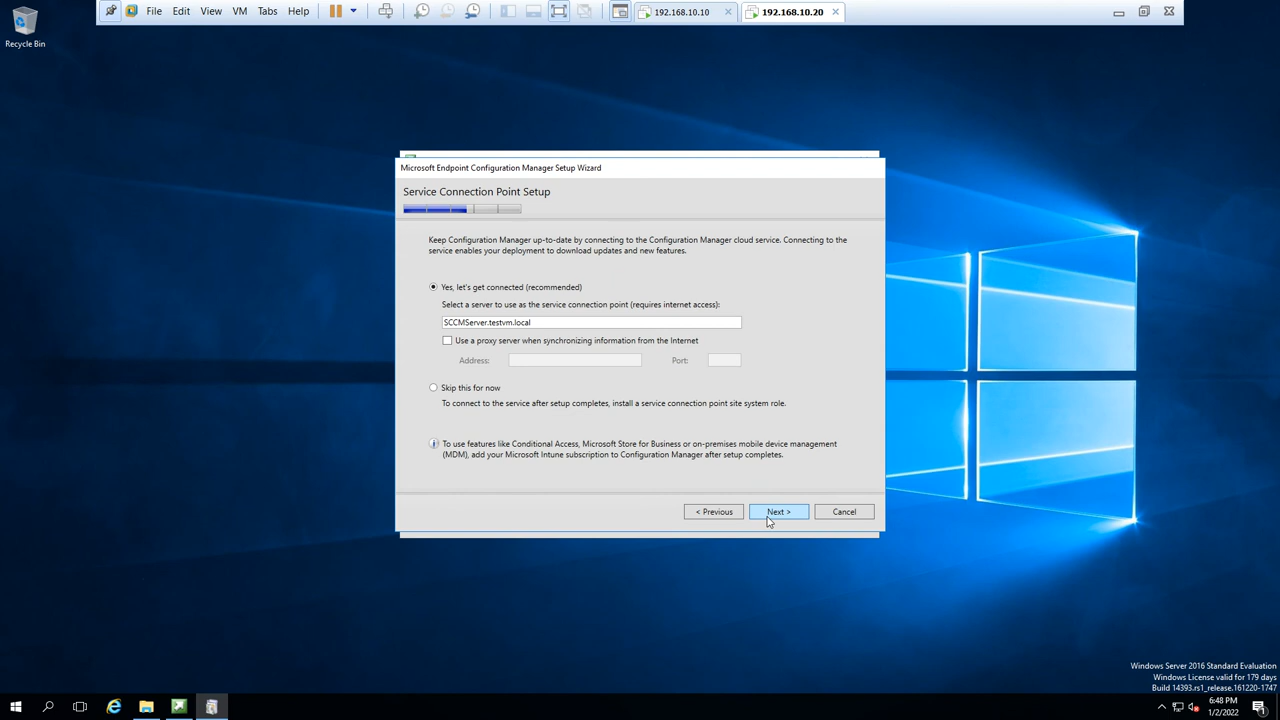 File Edit View VM Tabs Help
192.168.10.10
192.168.10.20
Recycle Bin
Microsoft Endpoint Configuration Manager Setup Wizard
Service Connection Point Setup
Keep Configuration Manager up-to-date by connecting to the Configuration Manager cloud service. Connecting to the
service enables your deployment to download updates and new features.
Yes, let's get connected (recommended)
Select a server to use as the service connection point (requires internet access):
SCCMServer.testvm.local
Use a proxy server when synchronizing information from the Internet
Address:
Port:
Skip this for now
To connect to the service after setup completes, install a service connection point site system role.
To use features like Conditional Access, Microsoft Store for Business or on-premises mobile device management
(MDM), add your Microsoft Intune subscription to Configuration Manager after setup completes.
< Previous
Next >
Cancel
Windows Server 2016 Standard Evaluation
Windows License valid for 179 days
Build 14393.rs1_release.161220-1747
6:48 PM
1/2/2022
1